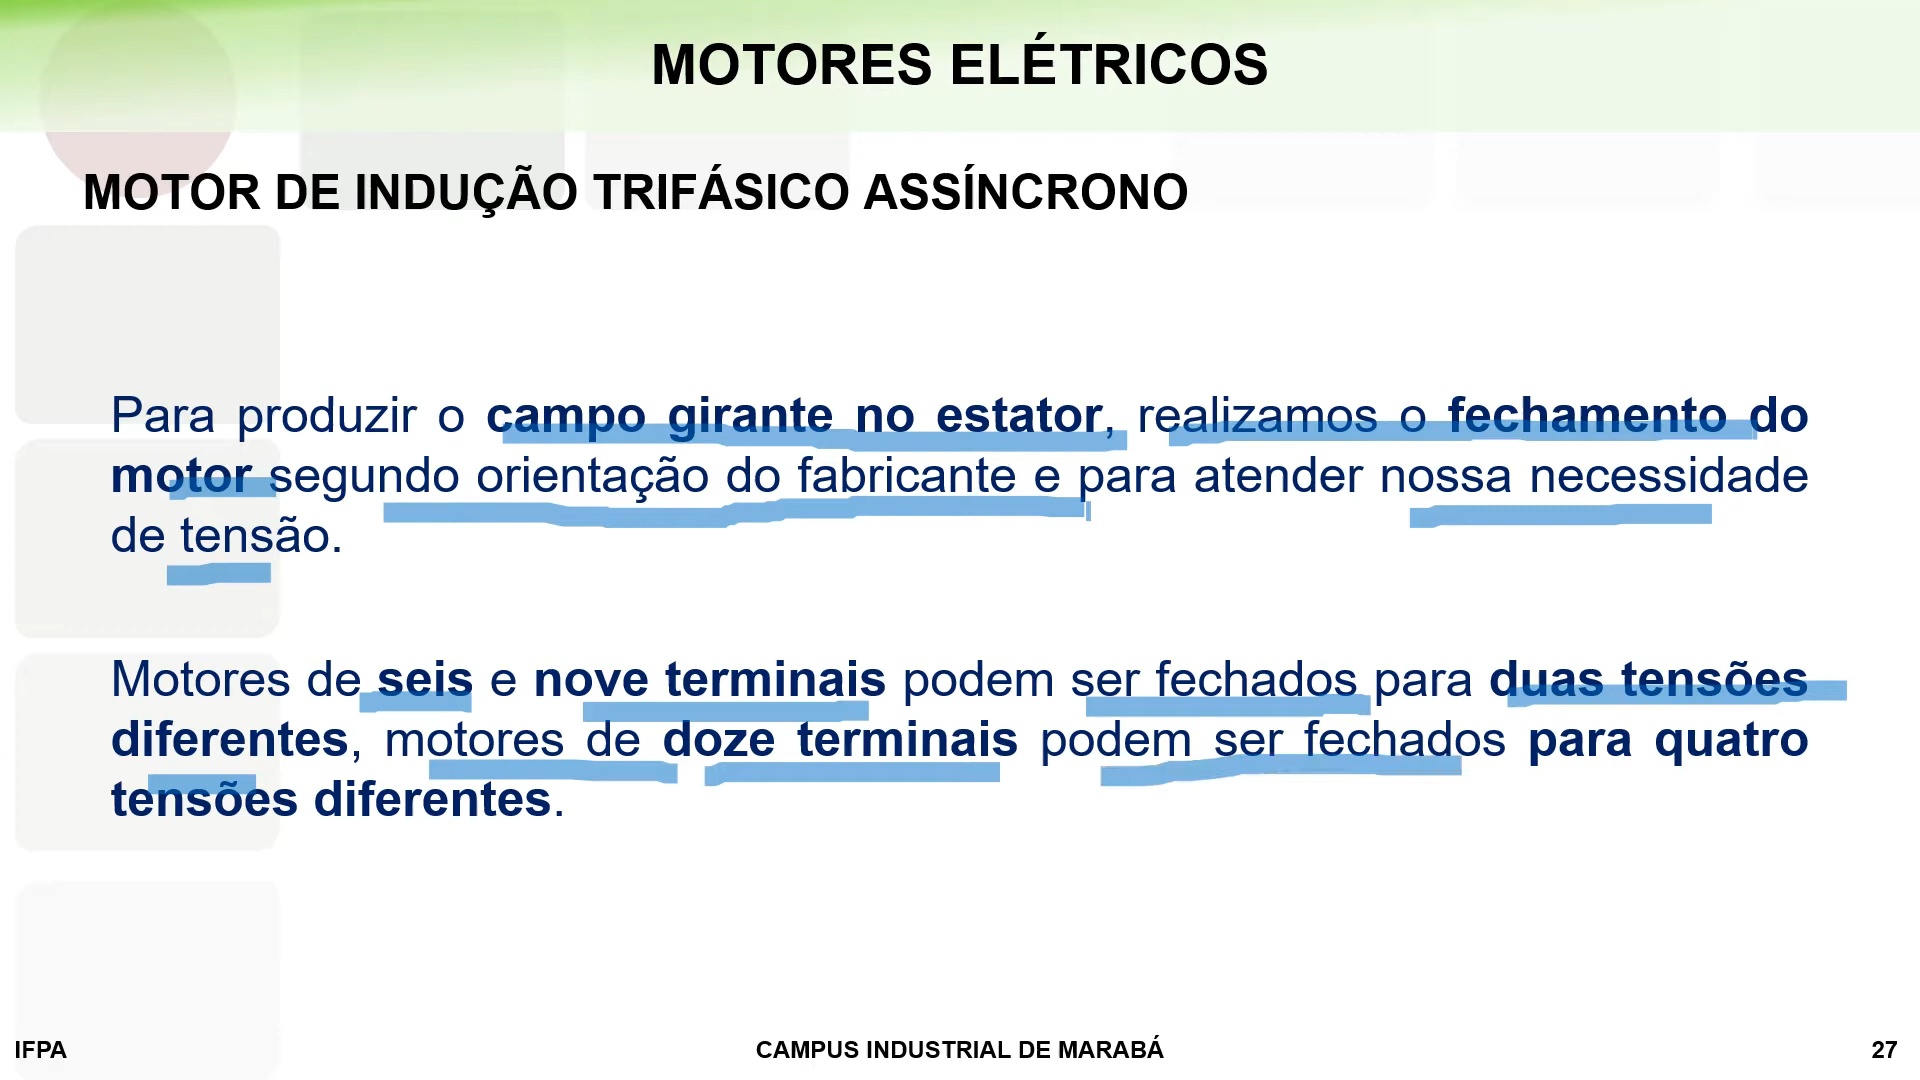 MOTORES ELÉTRICOS
MOTOR DE INDUÇÃO TRIFÁSICO ASSÍNCRONO
Para produzir o campo girante no estator, realizamos o fechamento do
motor segundo orientação do fabricante e para atender nossa necessidade
de tensão.
Motores de seis e nove terminais podem ser fechados para duas tensões
diferentes, motores de doze terminais podem ser fechados para quatro
tensões diferentes.
IFPA
CAMPUS INDUSTRIAL DE MARABÁ
27